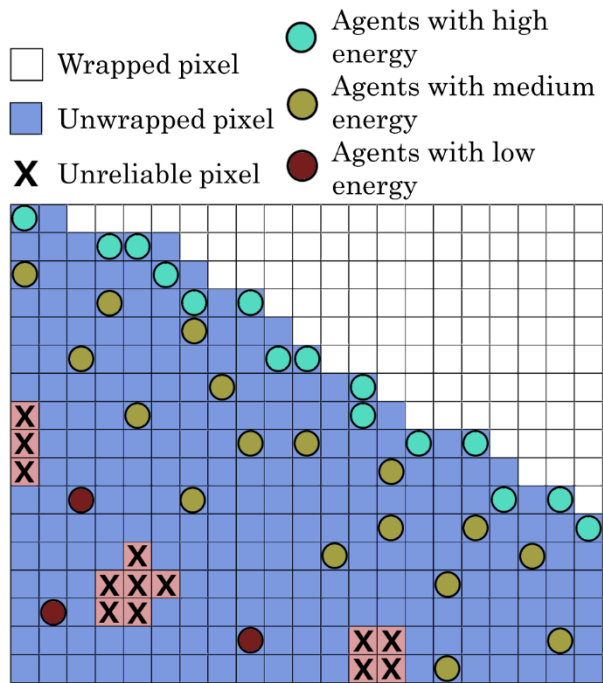 Wrapped pixel
Unwrapped pixel
X Unreliable pixel
Agents with high
energy
Agents with medium
energy
Agents with low
energy
X
X
X
X
X X X
X X
X X
X X